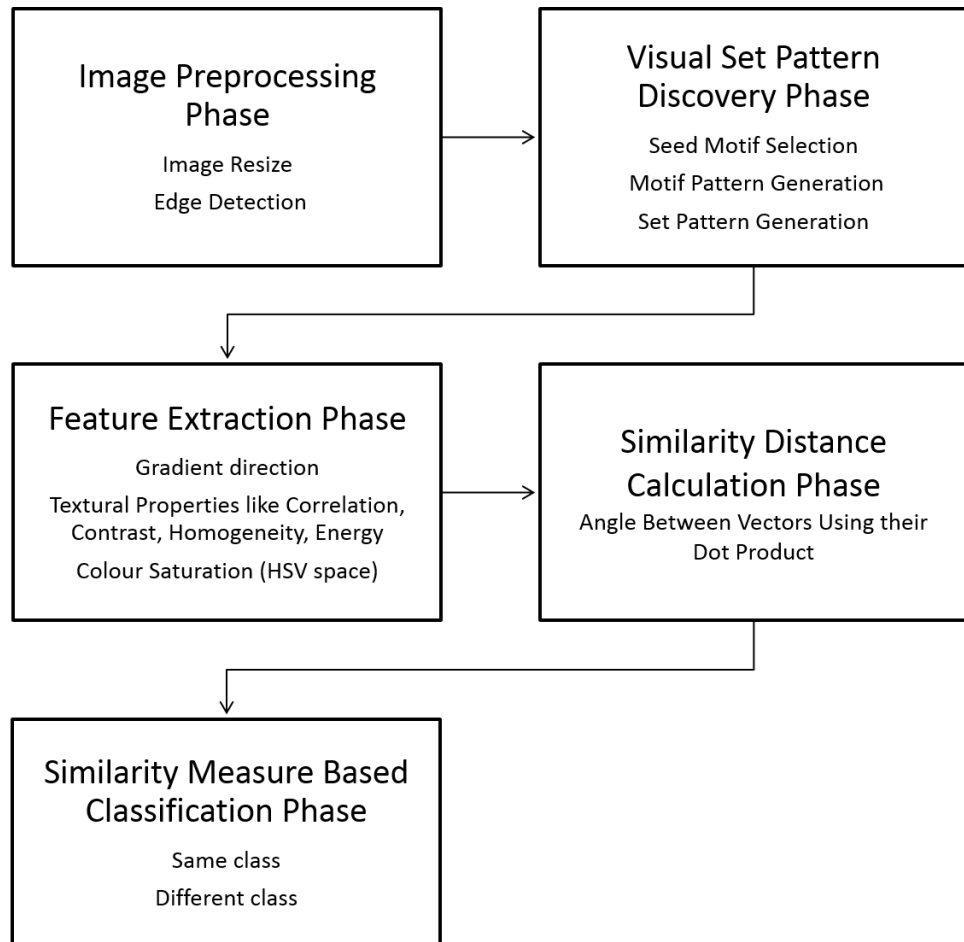 Image Preprocessing
Phase
Image Resize
Edge Detection
Visual Set Pattern
Discovery Phase
Seed Motif Selection
Motif Pattern Generation
Set Pattern Generation
Feature Extraction Phase
Gradient direction
Textural Properties like Correlation,
Contrast, Homogeneity, Energy
Colour Saturation (HSV space)
Similarity Distance
Calculation Phase
Angle Between Vectors Using their
Dot Product
Similarity Measure Based
Classification Phase
Same class
Different class